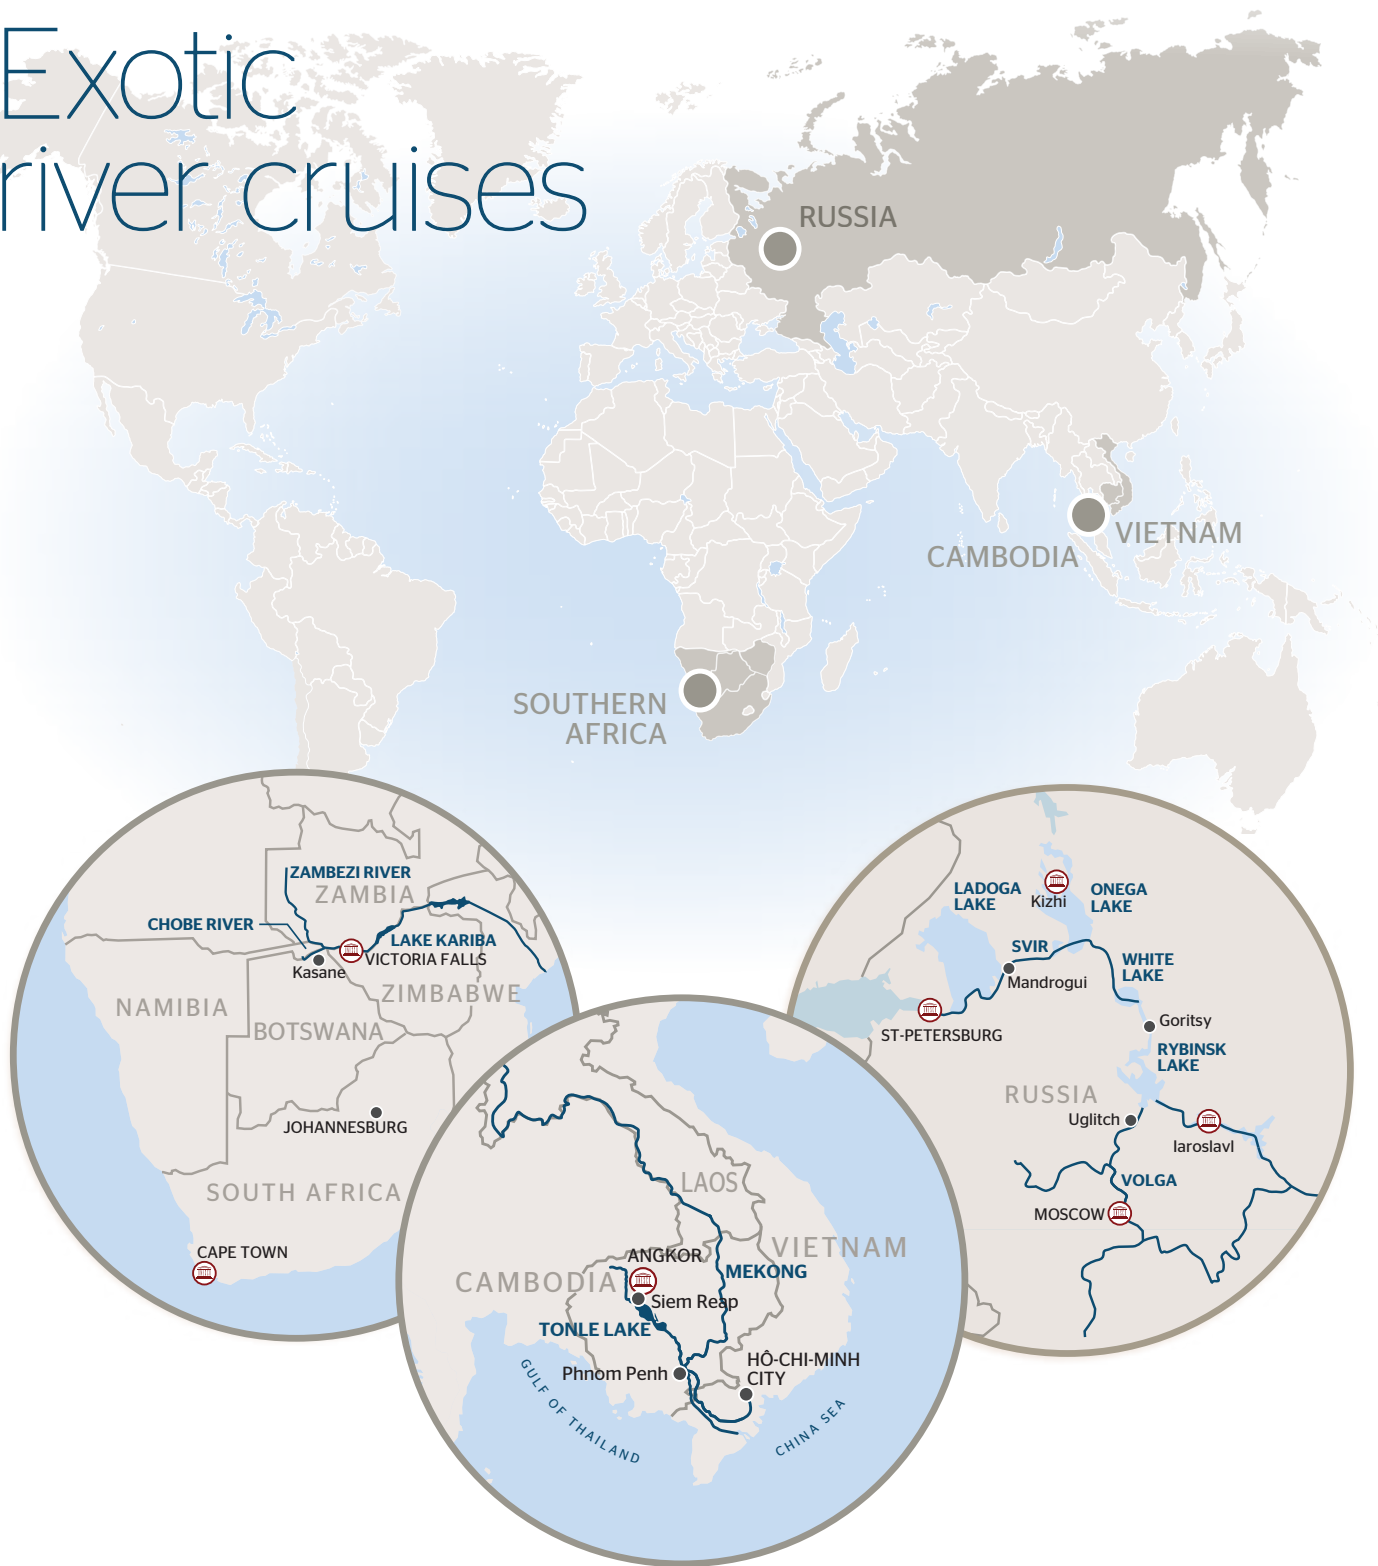 Exotic
river cruises
RUSSIA
VIETNAM
CAMBODIA
SOUTHERN
AFRICA
ZAMBEZI RIVER
ZAMBIA
CHOBE RIVER
LAKE KARIBA
VICTORIA FALLS
Kasane
ZIMBABWE
NAMIBIA
BOTSWANA
JOHANNESBURG
SOUTH AFRICA
CAPE TOWN
LAOS
VIETNAM
ANGKOR
MEKONG
CAMBODIA
Siem Reap
TONLE LAKE
Phnom Penh
HÔ-CHI-MINH
CITY
GULF OF THAILAND
CHINA SEA
LADOGA
LAKE
Kizhi
ONEGA
LAKE
SVIR
WHITE
LAKE
Mandrogui
ST-PETERSBURG
Goritsy
RYBINSK
LAKE
RUSSIA
Uglitch
Iaroslavl
VOLGA
MOSCOW